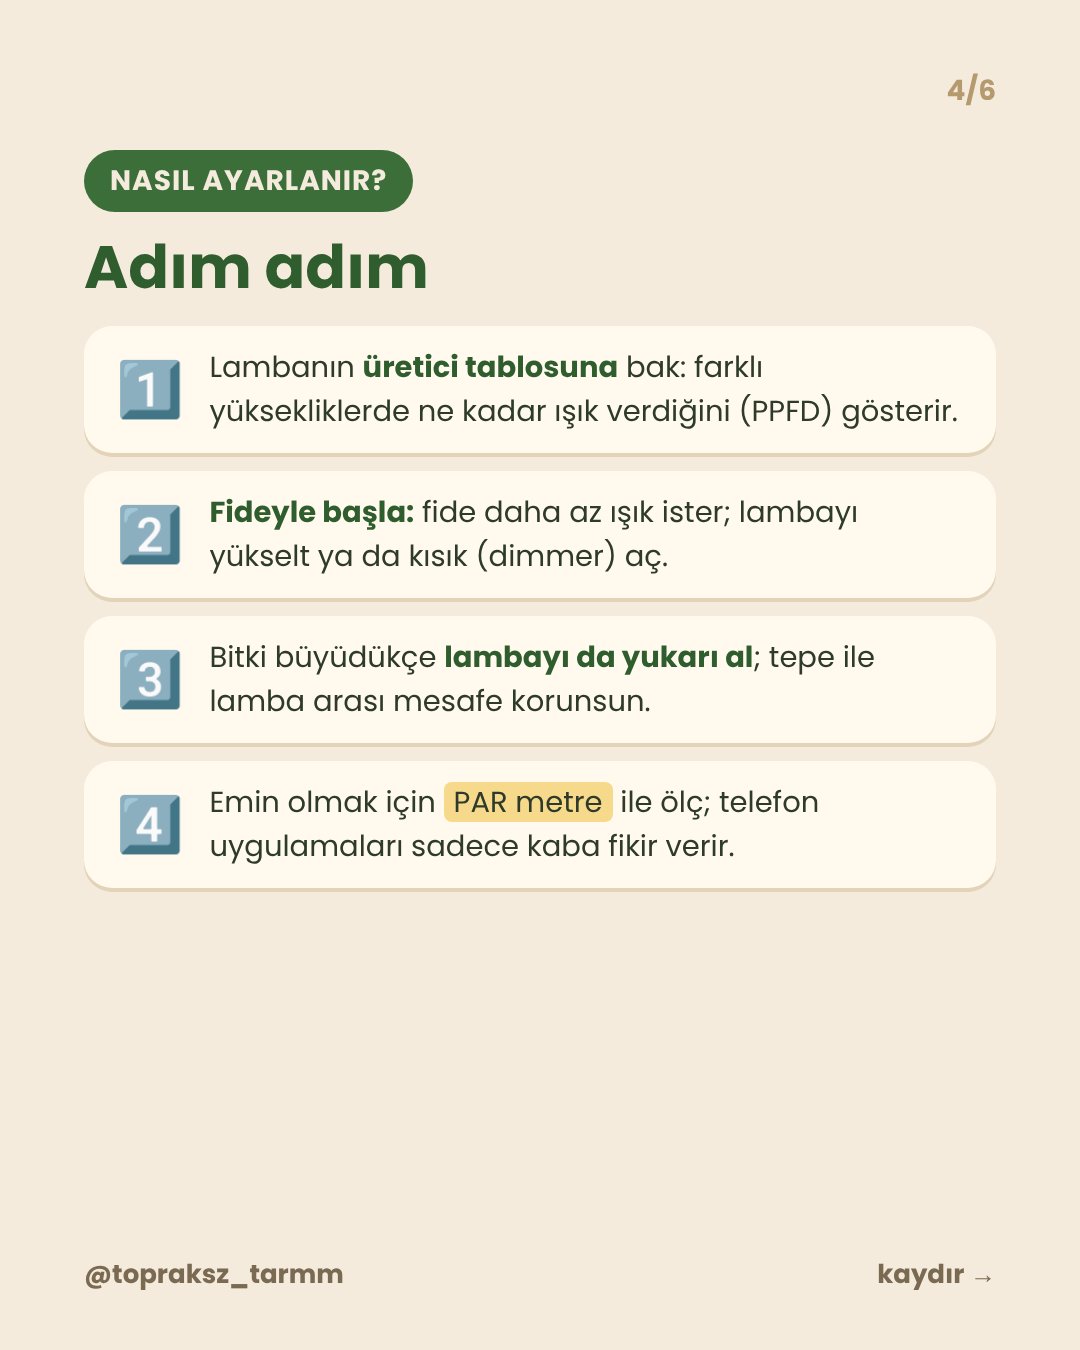 4/6
NASIL AYARLANIR?
Adım adım
1 Lambanın üretici tablosuna bak: farklı
yüksekliklerde ne kadar ışık verdiğini (PPFD) gösterir.
2 Fideyle başla: fide daha az ışık ister; lambayı
yükselt ya da kısık (dimmer) aç.
3 Bitki büyüdükçe lambayı da yukarı al; tepe ile
lamba arası mesafe korunsun.
4 Emin olmak için PAR metre ile ölç; telefon
uygulamaları sadece kaba fikir verir.
@topraksz_tarmm
kaydır →